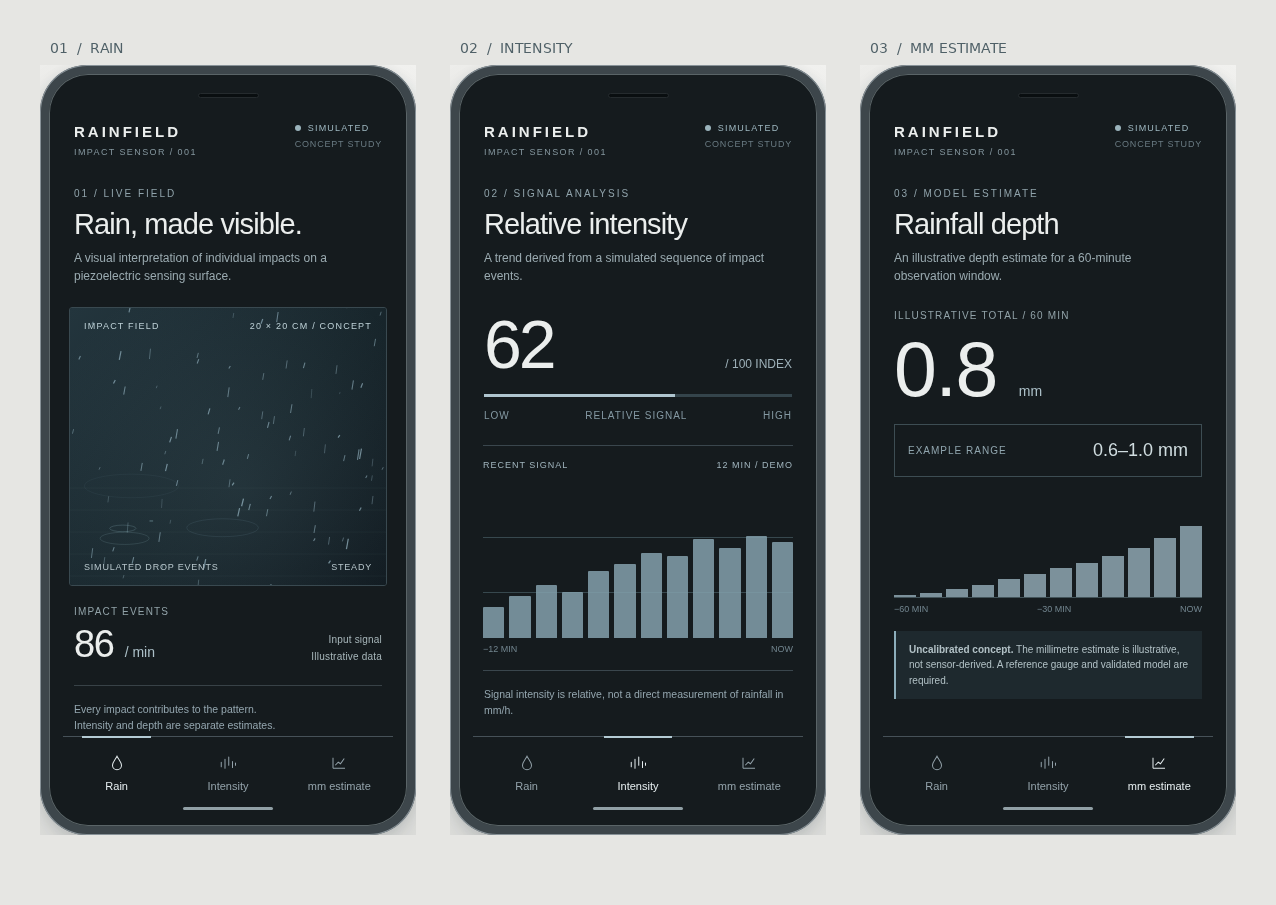 01 / RAIN
RAINFIELD
IMPACT SENSOR / 001
SIMULATED
CONCEPT STUDY
01 / LIVE FIELD
Rain, made visible.
A visual interpretation of individual impacts on a
piezoelectric sensing surface.
IMPACT FIELD
20 × 20 CM / CONCEPT
SIMULATED DROP EVENTS
STEADY
IMPACT EVENTS
86 / min
Input signal
Illustrative data
Every impact contributes to the pattern.
Intensity and depth are separate estimates.
Rain
Intensity
mm estimate
02 / INTENSITY
RAINFIELD
IMPACT SENSOR / 001
SIMULATED
CONCEPT STUDY
02 / SIGNAL ANALYSIS
Relative intensity
A trend derived from a simulated sequence of impact
events.
62
/ 100 INDEX
LOW
RELATIVE SIGNAL
HIGH
RECENT SIGNAL
12 MIN / DEMO
−12 MIN
NOW
Signal intensity is relative, not a direct measurement of rainfall in
mm/h.
Rain
Intensity
mm estimate
03 / MM ESTIMATE
RAINFIELD
IMPACT SENSOR / 001
SIMULATED
CONCEPT STUDY
03 / MODEL ESTIMATE
Rainfall depth
An illustrative depth estimate for a 60-minute
observation window.
ILLUSTRATIVE TOTAL / 60 MIN
0.8 mm
EXAMPLE RANGE
0.6–1.0 mm
−60 MIN
−30 MIN
NOW
Uncalibrated concept. The millimetre estimate is illustrative,
not sensor-derived. A reference gauge and validated model are
required.
Rain
Intensity
mm estimate